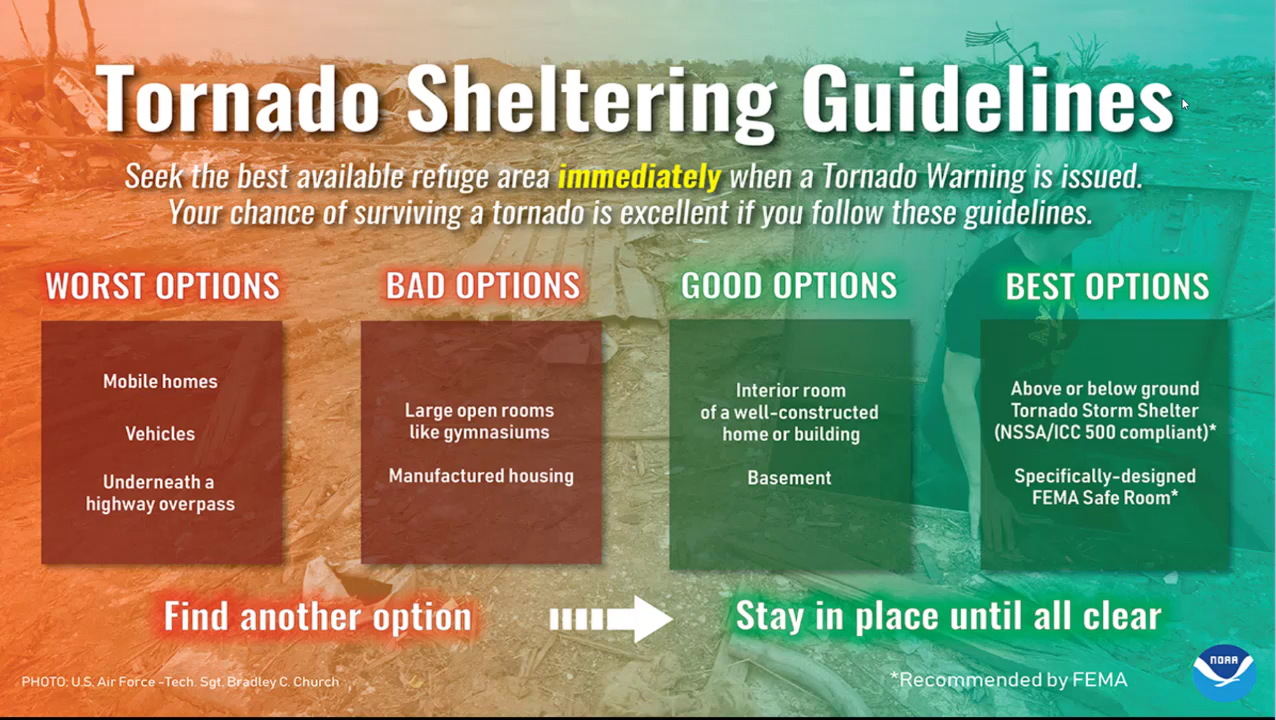 Tornado Sheltering Guidelines
Seek the best available refuge area immediately when a Tornado Warning is issued.
Your chance of surviving a tornado is excellent if you follow these guidelines.
WORST OPTIONS
Mobile homes
Vehicles
Underneath a
highway overpass
BAD OPTIONS
Large open rooms
like gymnasiums
Manufactured housing
GOOD OPTIONS
Interior room
of a well-constructed
home or building
Basement
BEST OPTIONS
Above or below ground
Tornado Storm Shelter
(NSSA/ICC 500 compliant)*
Specifically-designed
FEMA Safe Room*
Find another option
Stay in place until all clear
PHOTO: U.S. Air Force -Tech. Sgt. Bradley C. Church
*Recommended by FEMA
NOAA